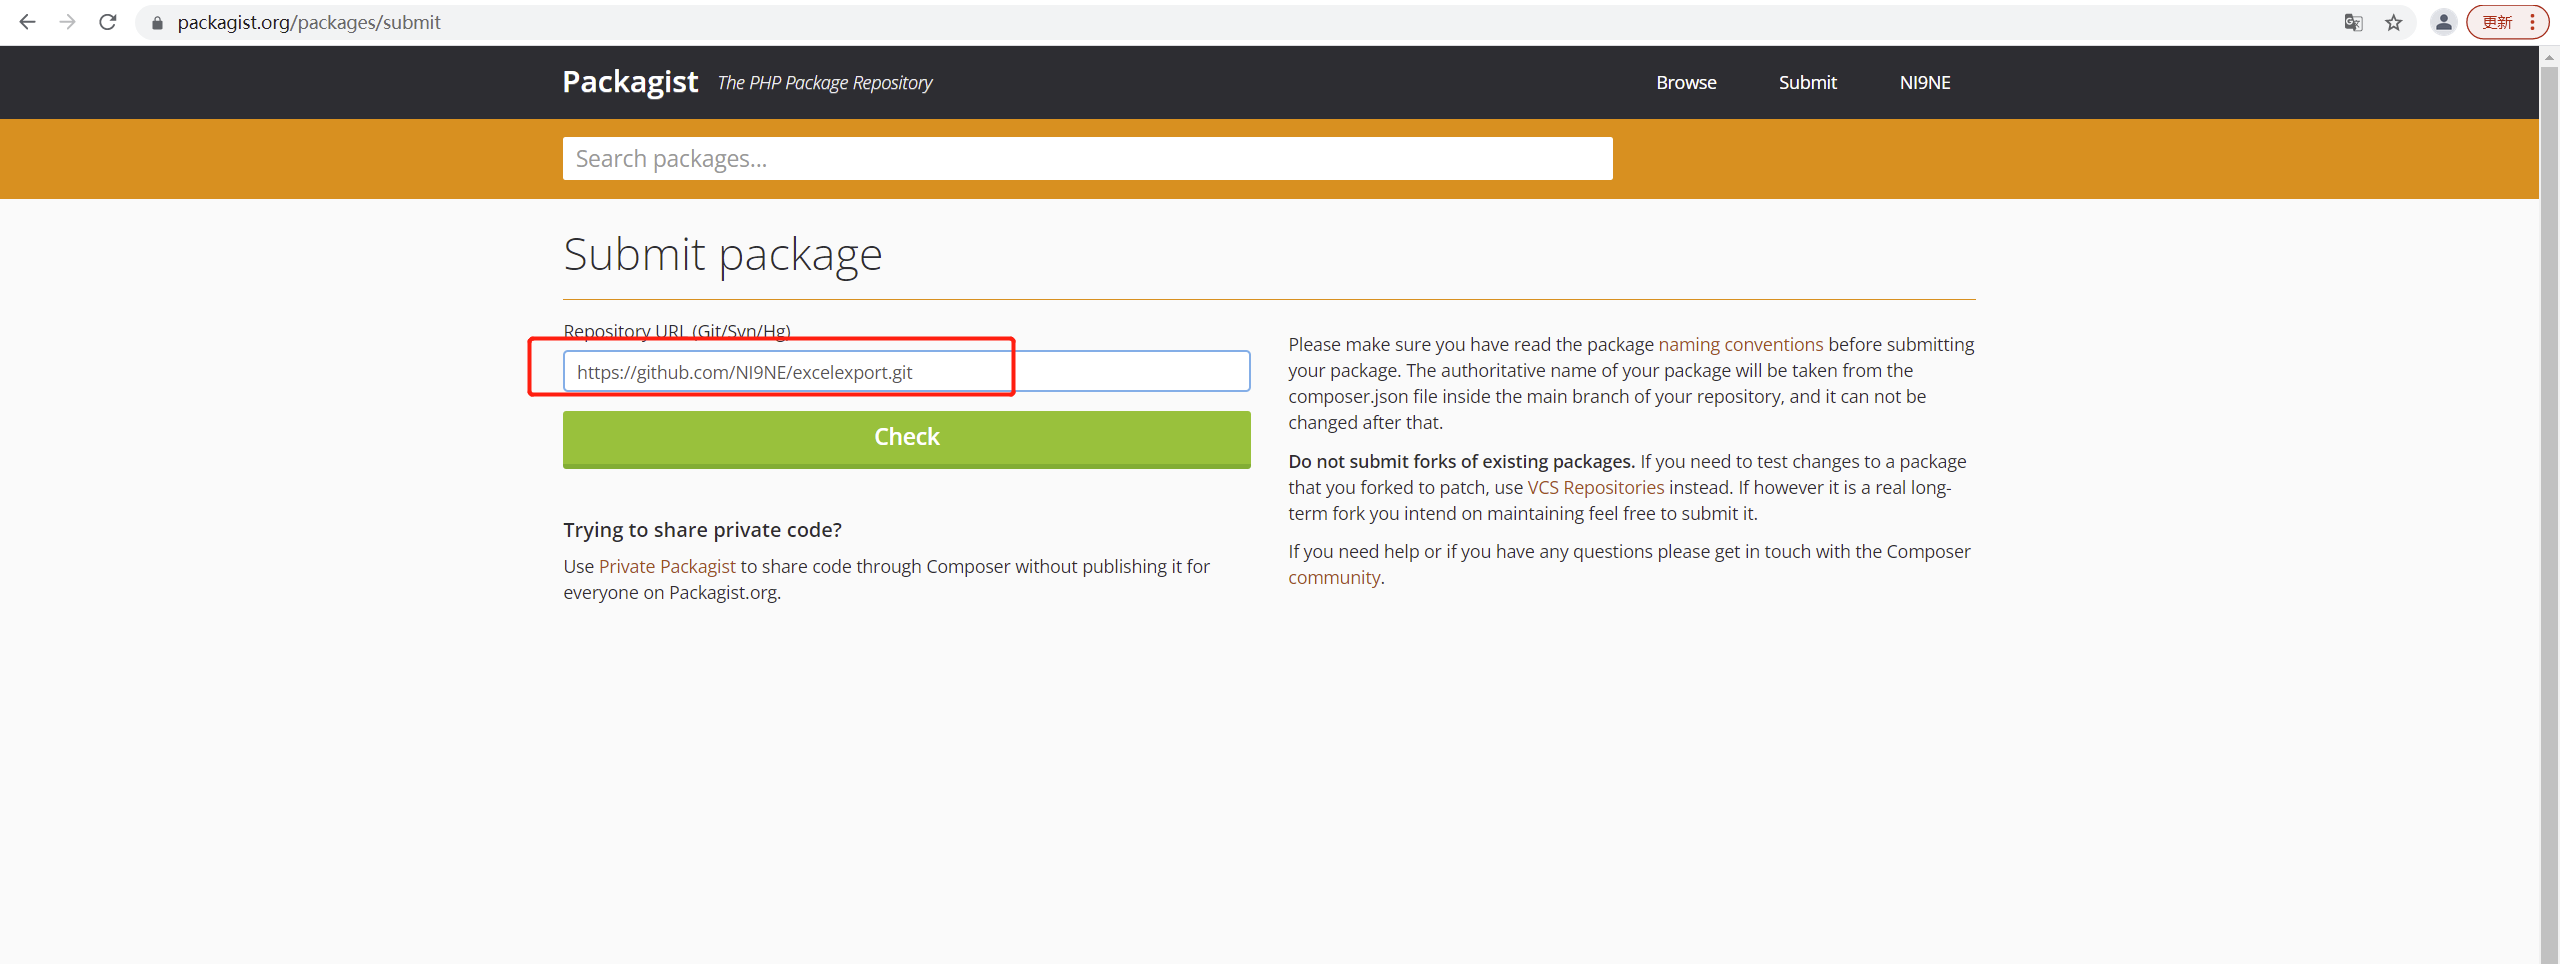 packagist.org/packages/submit
更新
Packagist The PHP Package Repository
Browse
Submit
NI9NE
Search packages...
Submit package
Repository URL (Git/Svn/Hg)
https://github.com/NI9NE/excelexport.git
Check
Trying to share private code?
Use Private Packagist to share code through Composer without publishing it for
everyone on Packagist.org.
Please make sure you have read the package naming conventions before submitting
your package. The authoritative name of your package will be taken from the
composer.json file inside the main branch of your repository, and it can not be
changed after that.
Do not submit forks of existing packages. If you need to test changes to a package
that you forked to patch, use VCS Repositories instead. If however it is a real long-
term fork you intend on maintaining feel free to submit it.
If you need help or if you have any questions please get in touch with the Composer
community.